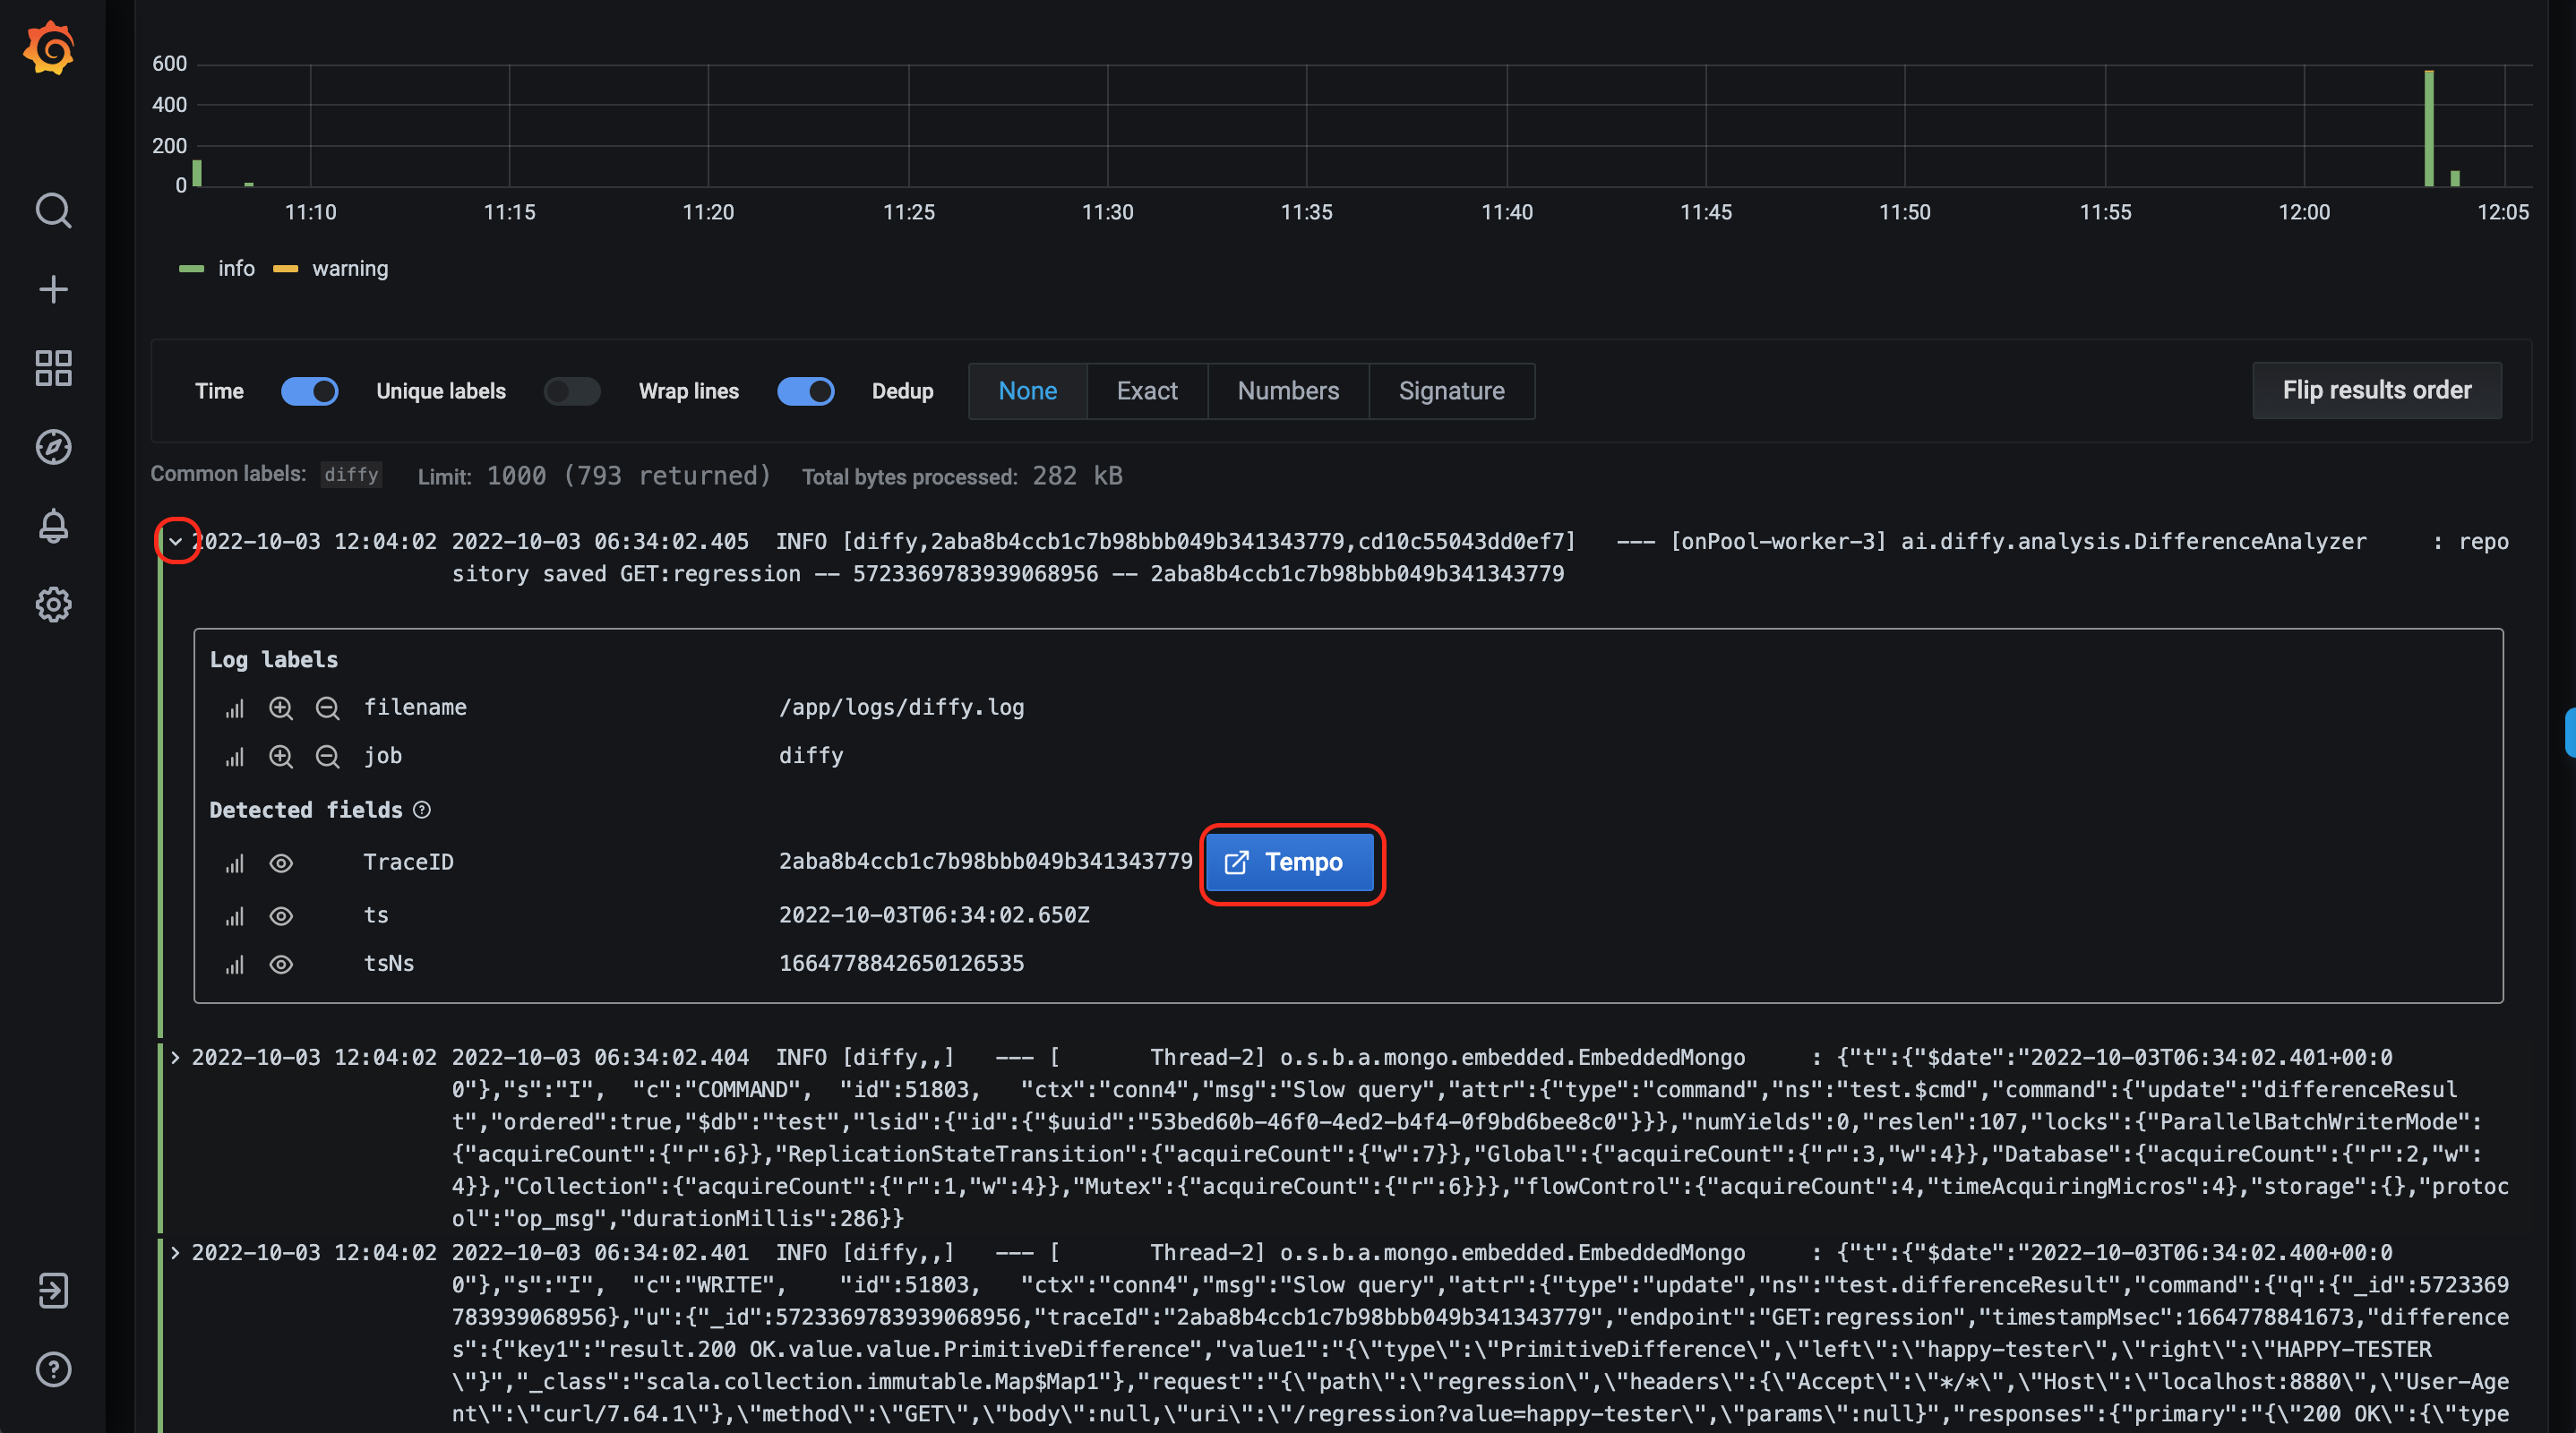 600
400
200
0
11:10 11:15 11:20 11:25 11:30 11:35 11:40 11:45 11:50 11:55 12:00 12:05
info warning
Time Unique labels Wrap lines Dedup None Exact Numbers Signature Flip results order
Common labels: diffy Limit: 1000 (793 returned) Total bytes processed: 282 kB
2022-10-03 12:04:02 2022-10-03 06:34:02.405  INFO [diffy,2aba8b4ccb1c7b98bbb049b341343779,cd10c55043dd0ef7]   --- [onPool-worker-3] ai.diffy.analysis.DifferenceAnalyzer     : repo
sitory saved GET:regression -- 5723369783939068956 -- 2aba8b4ccb1c7b98bbb049b341343779
Log labels
filename /app/logs/diffy.log
job diffy
Detected fields
TraceID 2aba8b4ccb1c7b98bbb049b341343779 Tempo
ts 2022-10-03T06:34:02.650Z
tsNs 1664778842650126535
2022-10-03 12:04:02 2022-10-03 06:34:02.404  INFO [diffy,,]   --- [       Thread-2] o.s.b.a.mongo.embedded.EmbeddedMongo     : {"t":{"$date":"2022-10-03T06:34:02.401+00:0
0"},"s":"I",  "c":"COMMAND",  "id":51803,   "ctx":"conn4","msg":"Slow query","attr":{"type":"command","ns":"test.$cmd","command":{"update":"differenceResul
t","ordered":true,"$db":"test","lsid":{"id":{"$uuid":"53bed60b-46f0-4ed2-b4f4-0f9bd6bee8c0"}}},"numYields":0,"reslen":107,"locks":{"ParallelBatchWriterMode":
{"acquireCount":{"r":6}},"ReplicationStateTransition":{"acquireCount":{"w":7}},"Global":{"acquireCount":{"r":3,"w":4}},"Database":{"acquireCount":{"r":2,"w":
4}},"Collection":{"acquireCount":{"r":1,"w":4}},"Mutex":{"acquireCount":{"r":6}}},"flowControl":{"acquireCount":4,"timeAcquiringMicros":4},"storage":{},"protoc
ol":"op_msg","durationMillis":286}}
2022-10-03 12:04:02 2022-10-03 06:34:02.401  INFO [diffy,,]   --- [       Thread-2] o.s.b.a.mongo.embedded.EmbeddedMongo     : {"t":{"$date":"2022-10-03T06:34:02.400+00:0
0"},"s":"I",  "c":"WRITE",    "id":51803,   "ctx":"conn4","msg":"Slow query","attr":{"type":"update","ns":"test.differenceResult","command":{"q":{"_id":5723369
783939068956},"u":{"_id":5723369783939068956,"traceId":"2aba8b4ccb1c7b98bbb049b341343779","endpoint":"GET:regression","timestampMsec":1664778841673,"difference
s":{"key1":"result.200 OK.value.value.PrimitiveDifference","value1":"{\"type\":\"PrimitiveDifference\",\"left\":\"happy-tester\",\"right\":\"HAPPY-TESTER
\"}","_class":"scala.collection.immutable.Map$Map1"},"request":"{\"path\":\"regression\",\"headers\":{\"Accept\":\"*/*\",\"Host\":\"localhost:8880\",\"User-Age
nt\":\"curl/7.64.1\"},\"method\":\"GET\",\"body\":null,\"uri\":\"/regression?value=happy-tester\",\"params\":null}","responses":{"primary":"{\"200 OK\":{\"type